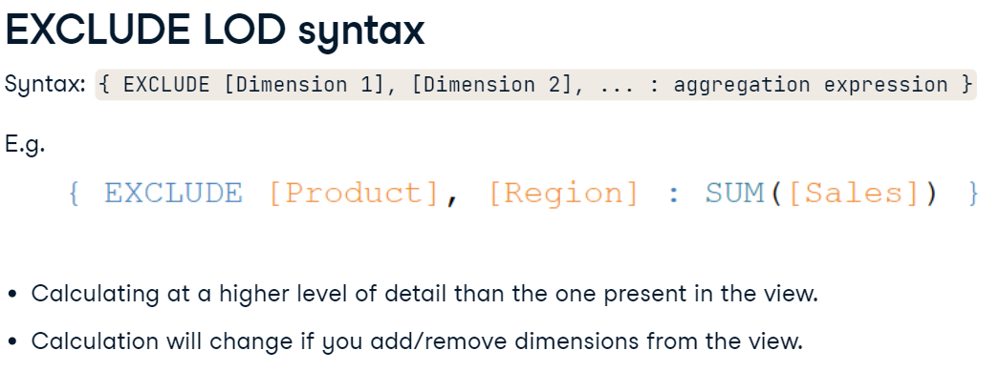 EXCLUDE LOD syntax
Syntax: { EXCLUDE [Dimension 1], [Dimension 2], ... : aggregation expression }
E.g.
{ EXCLUDE [Product], [Region] : SUM([Sales]) }
• Calculating at a higher level of detail than the one present in the view.
• Calculation will change if you add/remove dimensions from the view.